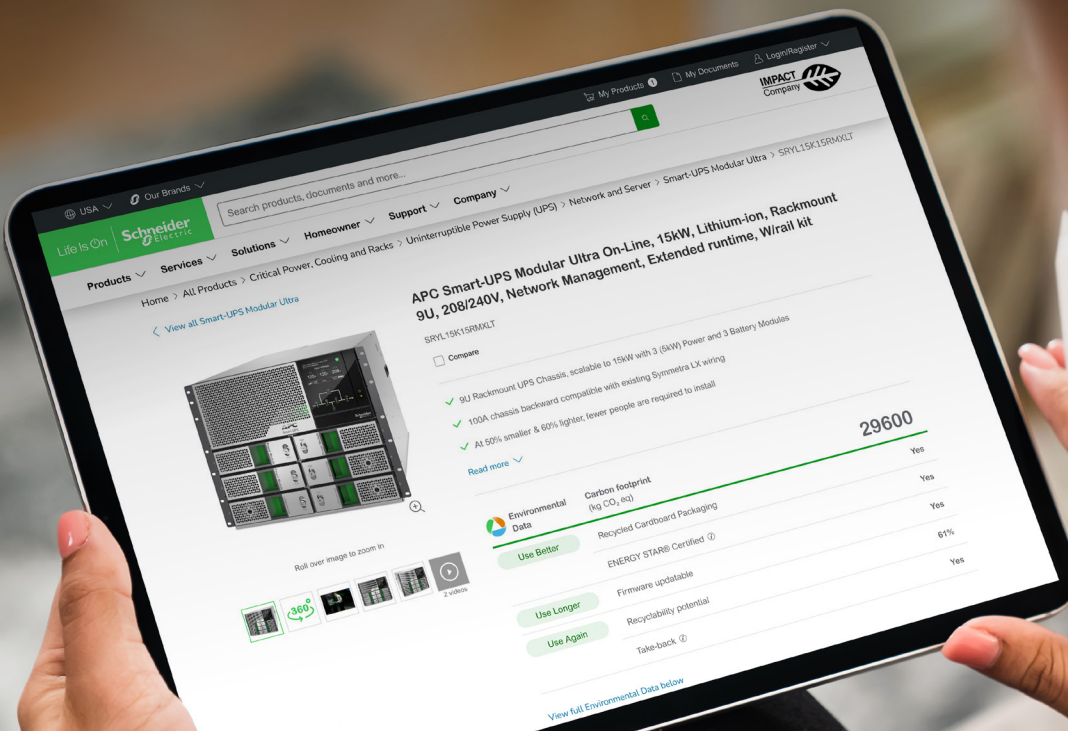 USA
Our Brands
My Products 1
My Documents
Login/Register
Life Is On
Schneider
Electric
Search products, documents and more...
IMPACT
Company
Products
Services
Solutions
Homeowner
Support
Company
Home > All Products > Critical Power, Cooling and Racks > Uninterruptible Power Supply (UPS) > Network and Server > Smart-UPS Modular Ultra > SRYL15K15RMXLT
View all Smart-UPS Modular Ultra
APC Smart-UPS Modular Ultra On-Line, 15kW, Lithium-ion, Rackmount
9U, 208/240V, Network Management, Extended runtime, W/rail kit
SRYL15K15RMXLT
Compare
9U Rackmount UPS Chassis, scalable to 15kW with 3 (5kW) Power and 3 Battery Modules
100A chassis backward compatible with existing Symmetra LX wiring
At 50% smaller & 60% lighter, fewer people are required to install
Read more
APC
Roll over image to zoom in
360°
2 videos
Environmental
Data
Carbon footprint
(kg CO₂ eq)
29600
Use Better
Recycled Cardboard Packaging
Yes
ENERGY STAR® Certified
Yes
Use Longer
Firmware updatable
Yes
Use Again
Recyclability potential
61%
Take-back
Yes
View full Environmental Data below